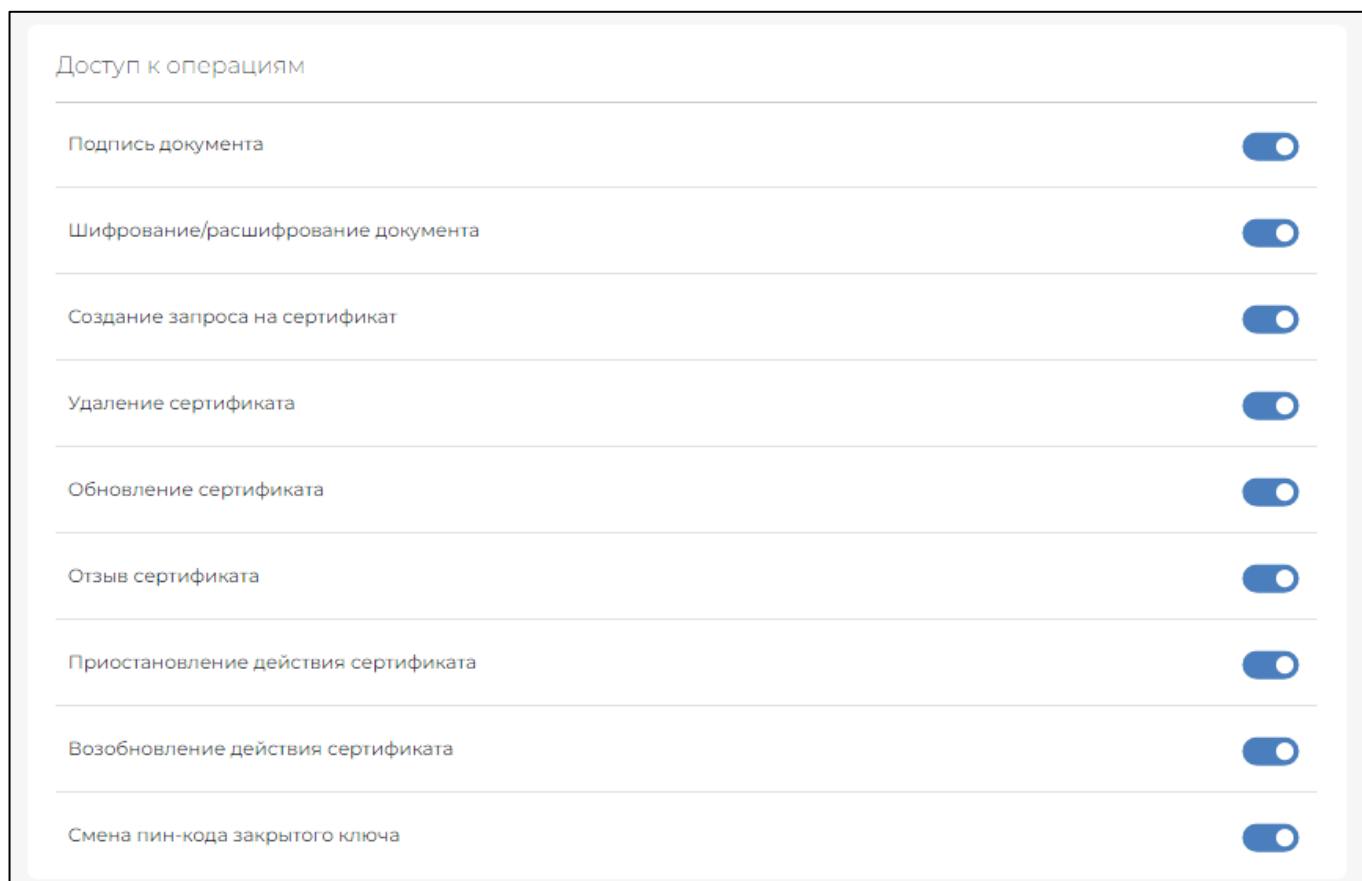 Доступ к операциям
Подпись документа
Шифрование/расшифрование документа
Создание запроса на сертификат
Удаление сертификата
Обновление сертификата
Отзыв сертификата
Приостановление действия сертификата
Возобновление действия сертификата
Смена пин-кода закрытого ключа